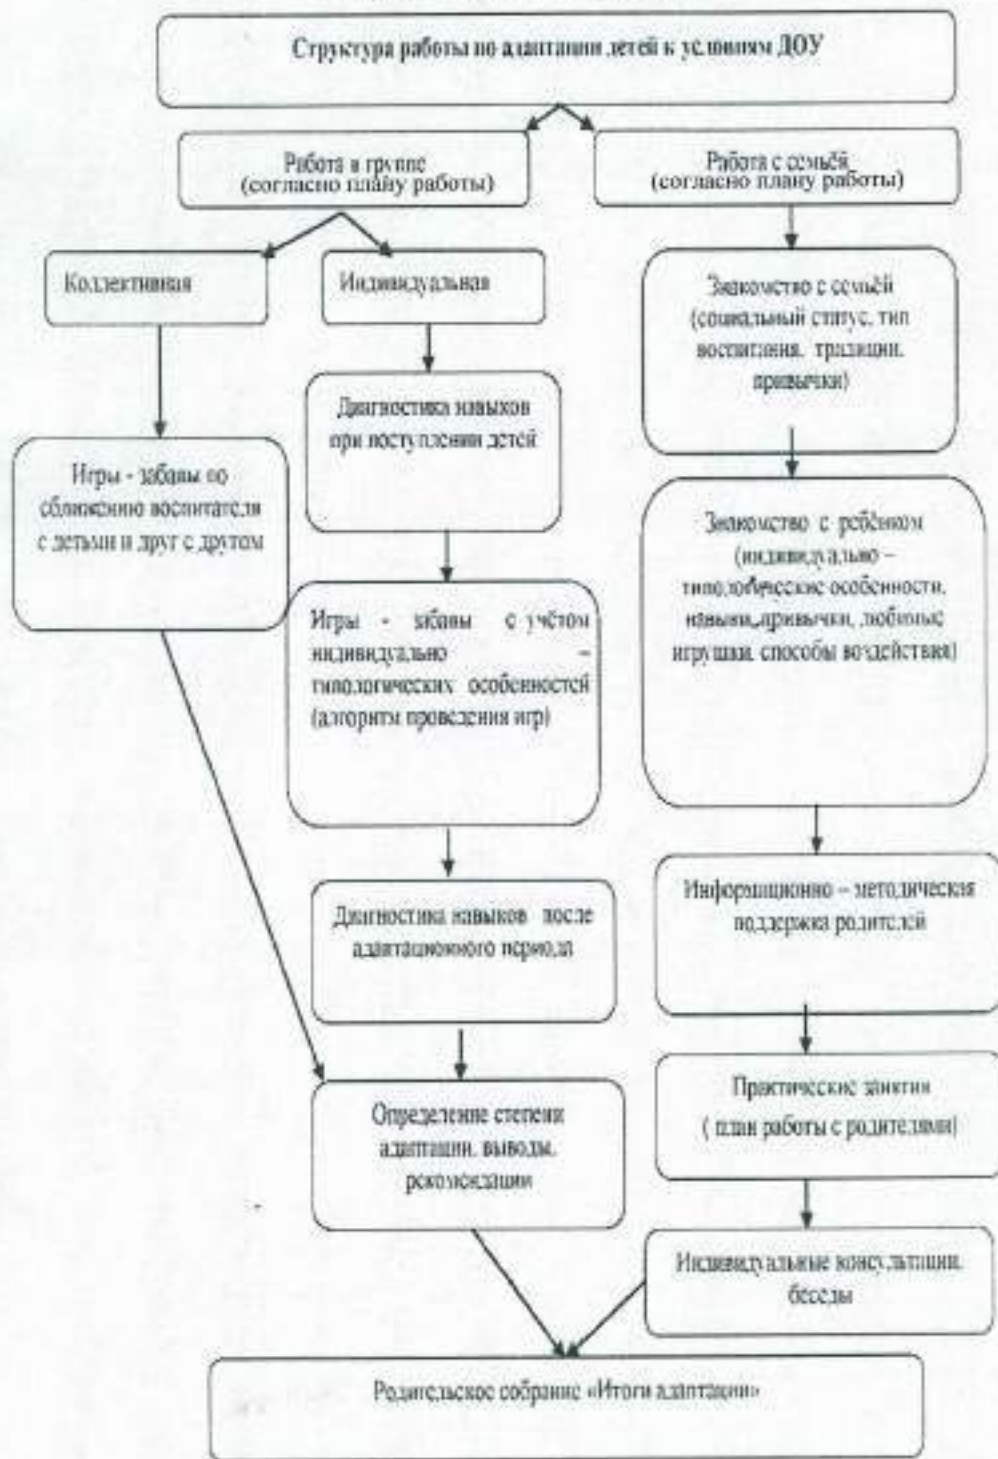 Структура работы по адаптации детей к условиям ДОУ
Работа в группе
(согласно плану работы)
Работа с семьёй
(согласно плану работы)
Коллективная
Индивидуальная
Знакомство с семьёй
(социальный статус, тип
воспитания, традиции,
привычки)
Диагностика навыков
при поступлении детей
Игры - забавы по
сближению воспитателя
с детьми и друг с другом
Знакомство с ребёнком
(индивидуально –
типологические особенности,
навыки, привычки, любимые
игрушки, способы воздействия)
Игры - забавы с учётом
индивидуально –
типологических особенностей
(алгоритм проведения игр)
Информационно – методическая
поддержка родителей
Диагностика навыков после
адаптационного периода
Практические занятия
( план работы с родителями)
Определение степени
адаптации, выводы,
рекомендации
Индивидуальные консультации,
беседы
Родительское собрание «Итоги адаптации»